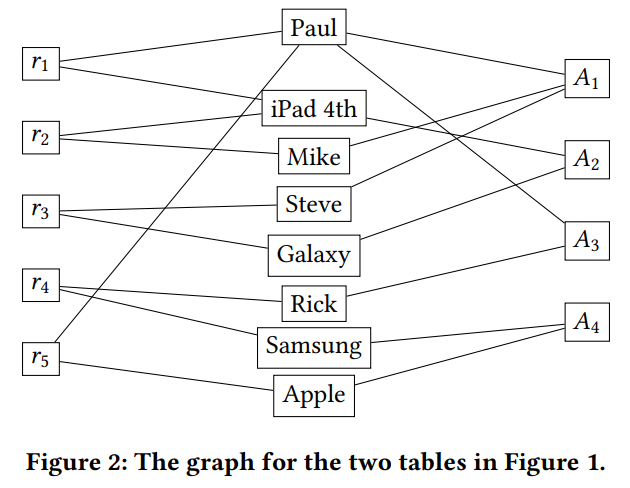 Paul
r1
A1
iPad 4th
r2
Mike
A2
r3
Steve
Galaxy
A3
r4
Rick
Samsung
A4
r5
Apple
Figure 2: The graph for the two tables in Figure 1.